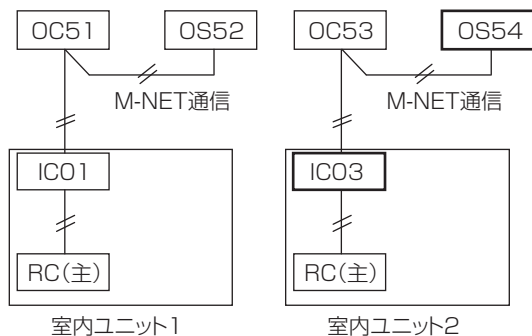 OC51 OS52 OC53 OS54
M-NET通信 M-NET通信
IC01 IC03
RC(主) RC(主)
室内ユニット1 室内ユニット2